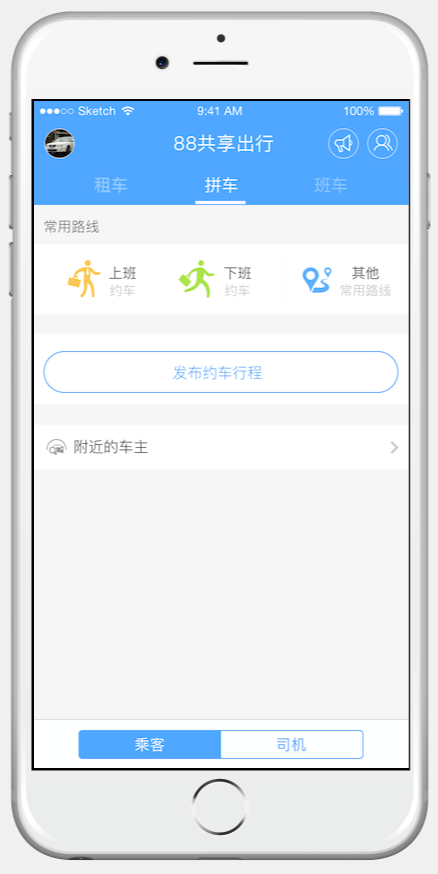 Sketch 9:41 AM 100%
88共享出行
租车 拼车 班车
常用路线
上班 下班 其他
约车 约车 常用路线
发布约车行程
附近的车主
乘客 司机